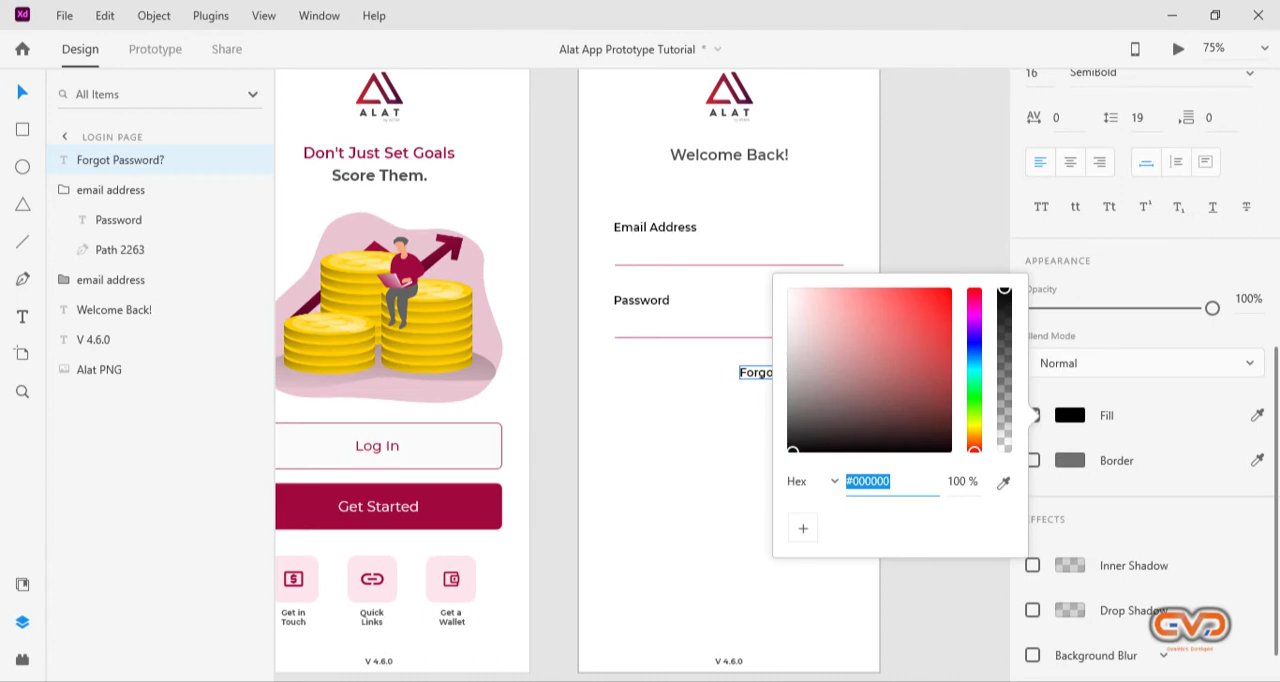 Xd File Edit Object Plugins View Window Help
Design Prototype Share Alat App Prototype Tutorial * 75%
All Items
LOGIN PAGE
T Forgot Password?
email address
T Password
Path 2263
email address
T Welcome Back!
T V 4.6.0
Alat PNG
T
ALAT
Don't Just Set Goals
Score Them.
Log In
Get Started
Get in
Touch
Quick
Links
Get a
Wallet
V 4.6.0
ALAT
Welcome Back!
Email Address
Password
Forgo
V 4.6.0
Hex #000000 100 %
+
16 SemiBold
AV 0 19 0
TT tt Tt T¹ T₁ T T
APPEARANCE
Opacity
100%
Blend Mode
Normal
Fill
Border
EFFECTS
Inner Shadow
Drop Shadow
Background Blur